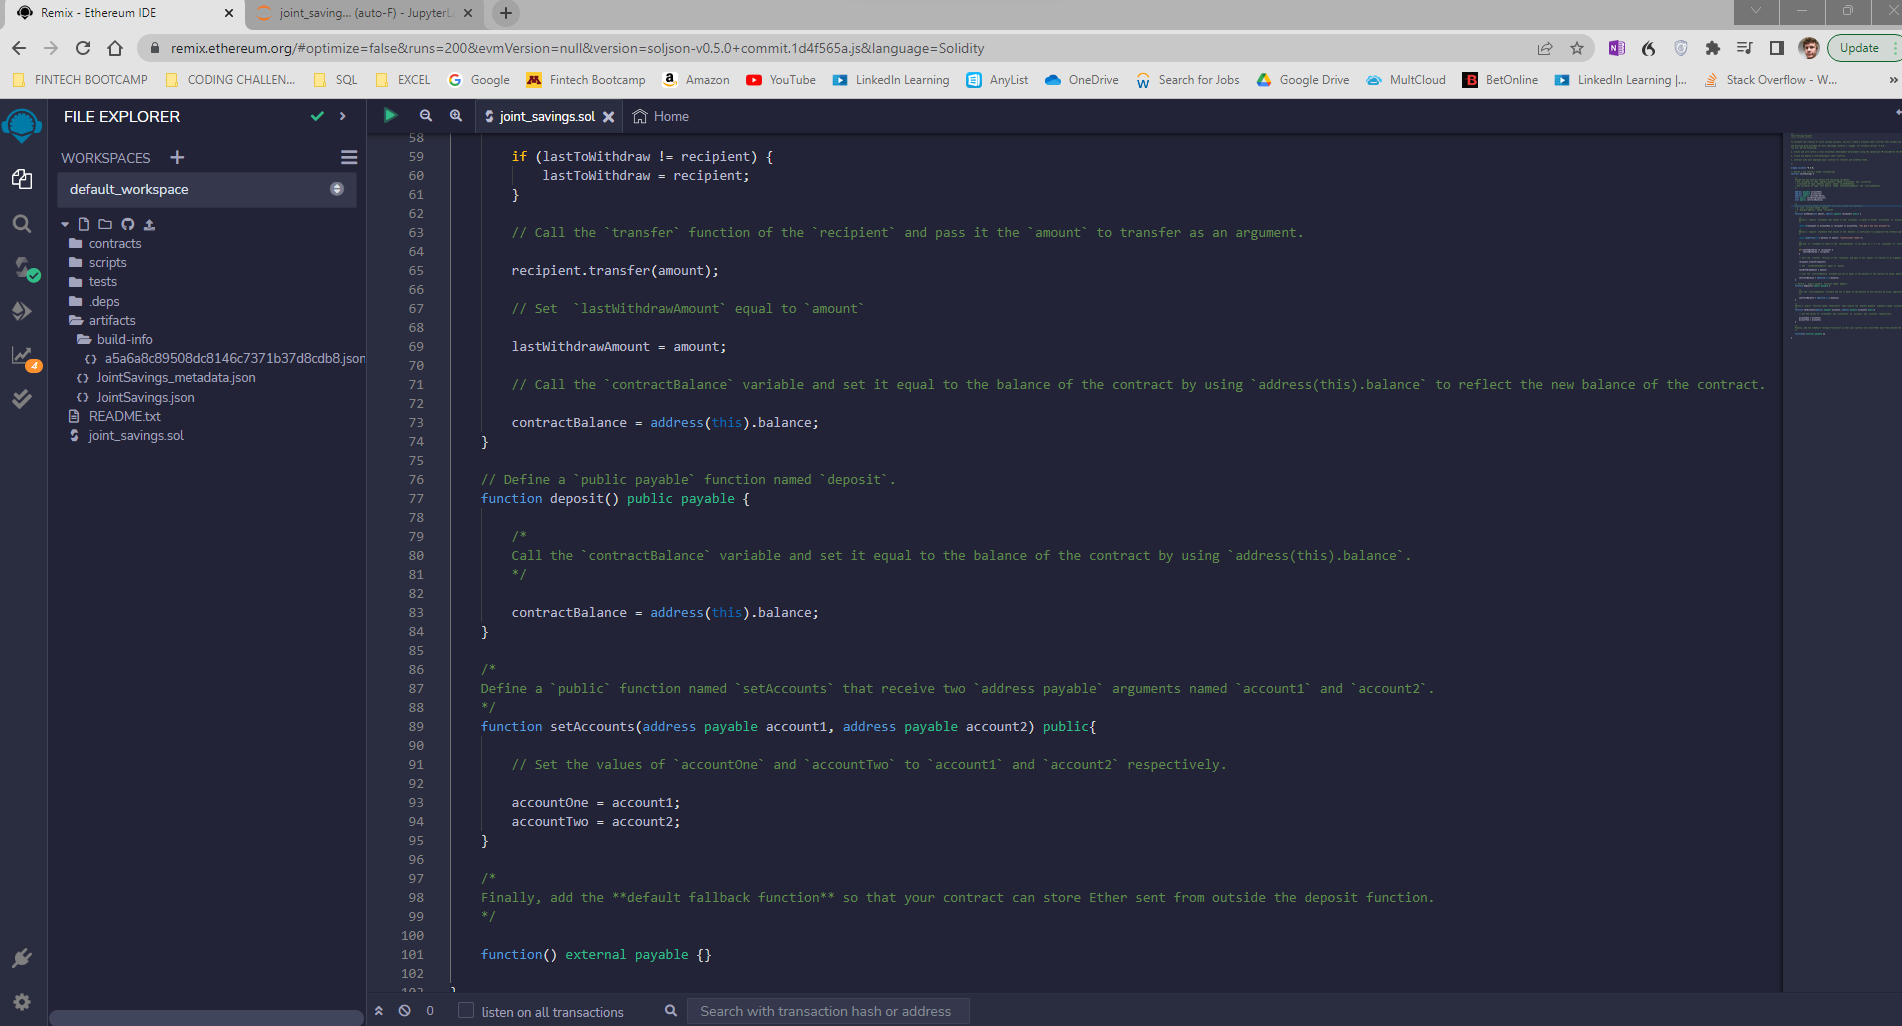 Remix - Ethereum IDE
joint_saving... (auto-F) - JupyterL
remix.ethereum.org/#optimize=false&runs=200&evmVersion=null&version=soljson-v0.5.0+commit.1d4f565a.js&language=Solidity
Update
FINTECH BOOTCAMP
CODING CHALLEN...
SQL
EXCEL
Google
Fintech Bootcamp
Amazon
YouTube
LinkedIn Learning
AnyList
OneDrive
Search for Jobs
Google Drive
MultCloud
BetOnline
LinkedIn Learning |...
Stack Overflow - W...
FILE EXPLORER
WORKSPACES
default_workspace
contracts
scripts
tests
.deps
artifacts
build-info
a5a6a8c89508dc8146c7371b37d8cdb8.json
JointSavings_metadata.json
JointSavings.json
README.txt
joint_savings.sol
4
joint_savings.sol
Home
58
59 if (lastToWithdraw != recipient) {
60 lastToWithdraw = recipient;
61 }
62
63 // Call the `transfer` function of the `recipient` and pass it the `amount` to transfer as an argument.
64
65 recipient.transfer(amount);
66
67 // Set  `lastWithdrawAmount` equal to `amount`
68
69 lastWithdrawAmount = amount;
70
71 // Call the `contractBalance` variable and set it equal to the balance of the contract by using `address(this).balance` to reflect the new balance of the contract.
72
73 contractBalance = address(this).balance;
74 }
75
76 // Define a `public payable` function named `deposit`.
77 function deposit() public payable {
78
79 /*
80 Call the `contractBalance` variable and set it equal to the balance of the contract by using `address(this).balance`.
81 */
82
83 contractBalance = address(this).balance;
84 }
85
86 /*
87 Define a `public` function named `setAccounts` that receive two `address payable` arguments named `account1` and `account2`.
88 */
89 function setAccounts(address payable account1, address payable account2) public{
90
91 // Set the values of `accountOne` and `accountTwo` to `account1` and `account2` respectively.
92
93 accountOne = account1;
94 accountTwo = account2;
95 }
96
97 /*
98 Finally, add the **default fallback function** so that your contract can store Ether sent from outside the deposit function.
99 */
100
101 function() external payable {}
102
103 }
0
listen on all transactions
Search with transaction hash or address